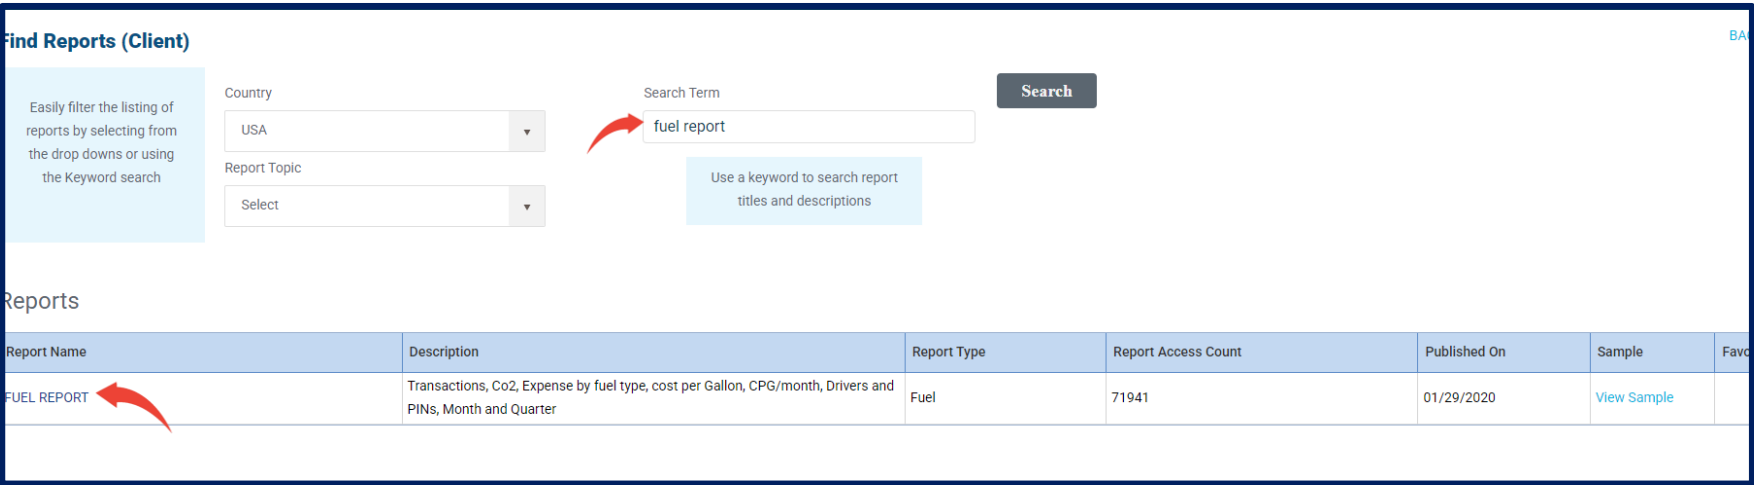 Find Reports (Client)
BAC
Easily filter the listing of
reports by selecting from
the drop downs or using
the Keyword search
Country
USA
Report Topic
Select
Search Term
fuel report
Use a keyword to search report
titles and descriptions
Search
Reports
Report Name
Description
Report Type
Report Access Count
Published On
Sample
Favo
FUEL REPORT
Transactions, Co2, Expense by fuel type, cost per Gallon, CPG/month, Drivers and
PINs, Month and Quarter
Fuel
71941
01/29/2020
View Sample